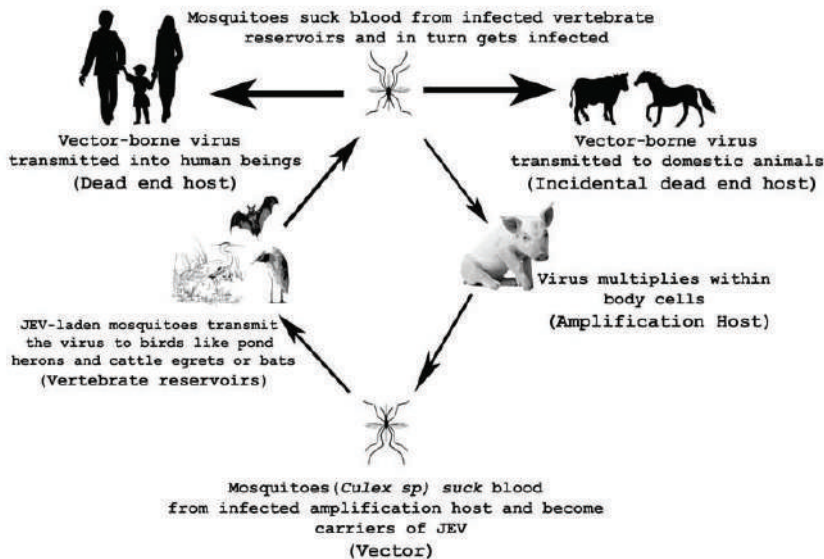 Mosquitoes suck blood from infected vertebrate
reservoirs and in turn gets infected
Vector-borne virus
transmitted into human beings
(Dead end host)
Vector-borne virus
transmitted to domestic animals
(Incidental dead end host)
Virus multiplies within
body cells
(Amplification Host)
JEV-laden mosquitoes transmit
the virus to birds like pond
herons and cattle egrets or bats
(Vertebrate reservoirs)
Mosquitoes(Culex sp) suck blood
from infected amplification host and become
carriers of JEV
(Vector)